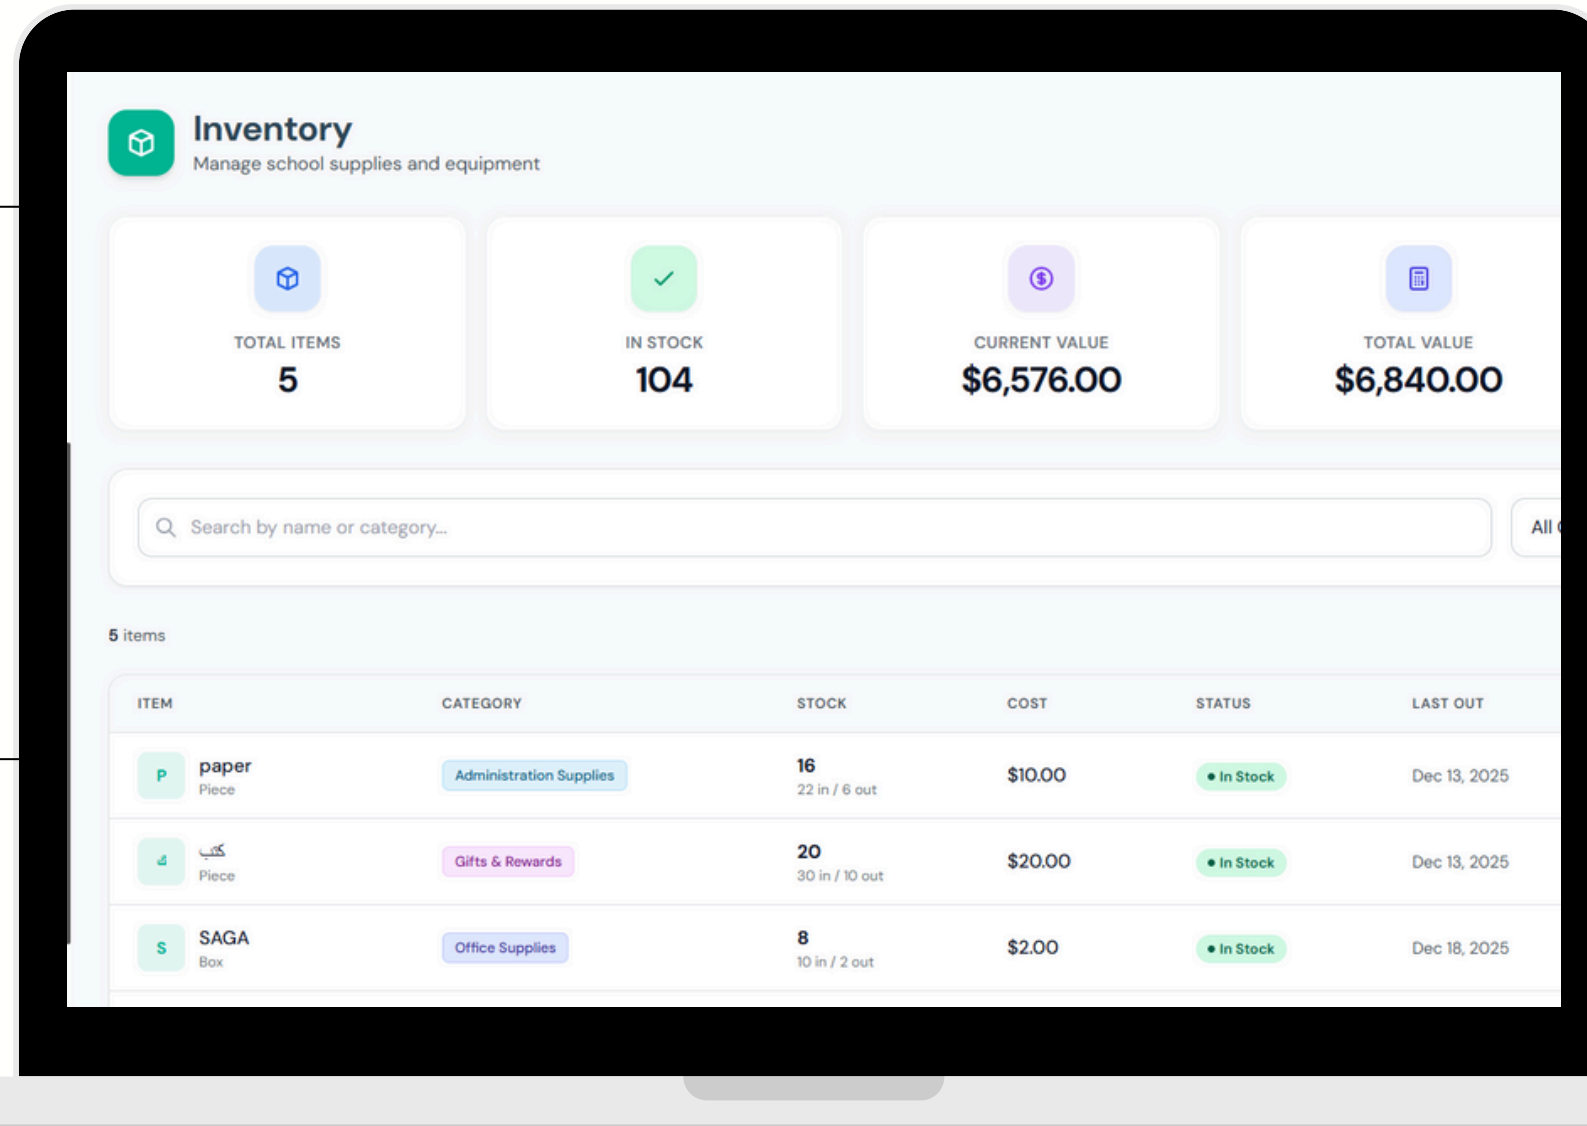 Inventory
Manage school supplies and equipment
TOTAL ITEMS
5
IN STOCK
104
CURRENT VALUE
$6,576.00
TOTAL VALUE
$6,840.00
Search by name or category...
All
5 items
ITEM CATEGORY STOCK COST STATUS LAST OUT
P paper Administration Supplies 16 $10.00 In Stock Dec 13, 2025
Piece 22 in / 6 out
ك كتب Gifts & Rewards 20 $20.00 In Stock Dec 13, 2025
Piece 30 in / 10 out
S SAGA Office Supplies 8 $2.00 In Stock Dec 18, 2025
Box 10 in / 2 out